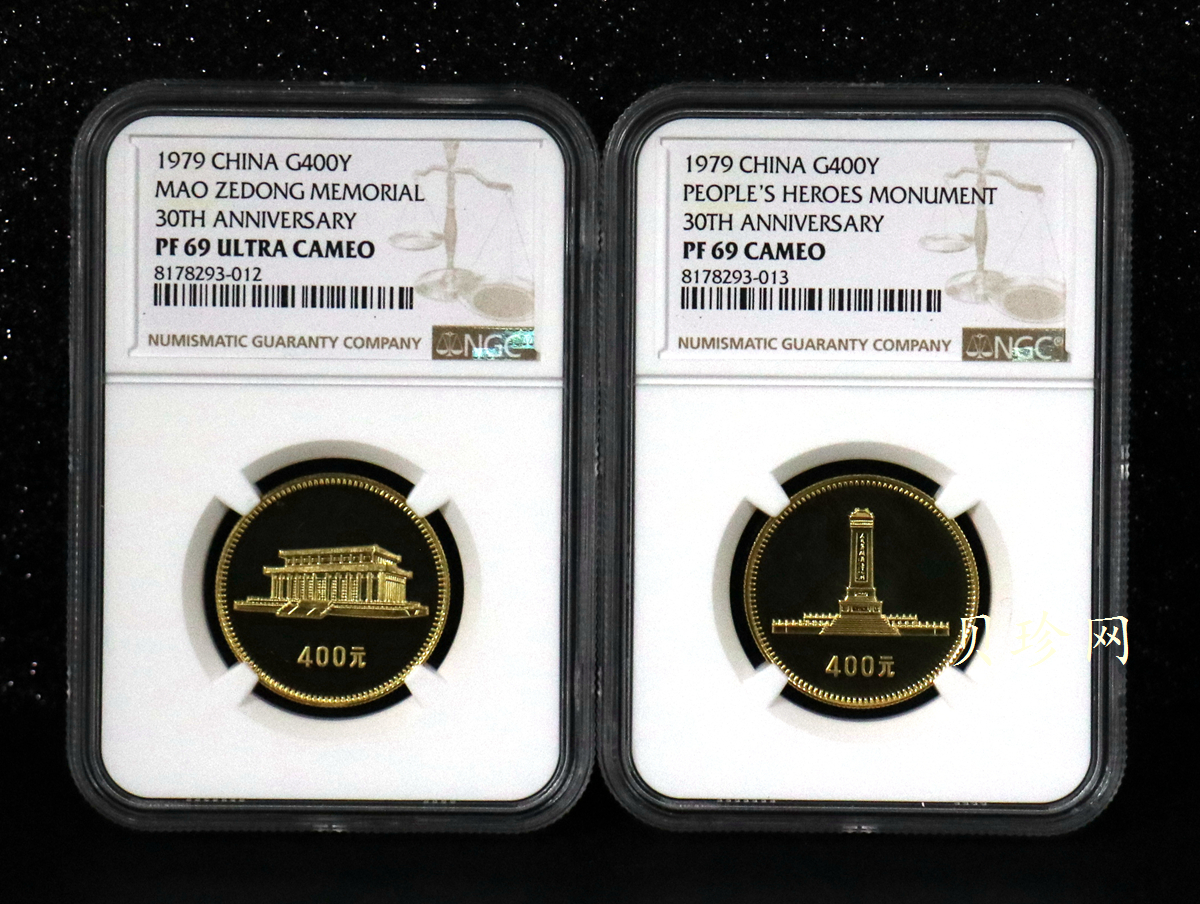 1979 CHINA G400Y
MAO ZEDONG MEMORIAL
30TH ANNIVERSARY
PF 69 ULTRA CAMEO
8178293-012
NUMISMATIC GUARANTY COMPANY
NGC
400元
1979 CHINA G400Y
PEOPLE'S HEROES MONUMENT
30TH ANNIVERSARY
PF 69 CAMEO
8178293-013
NUMISMATIC GUARANTY COMPANY
NGC®
400元
贝珍网